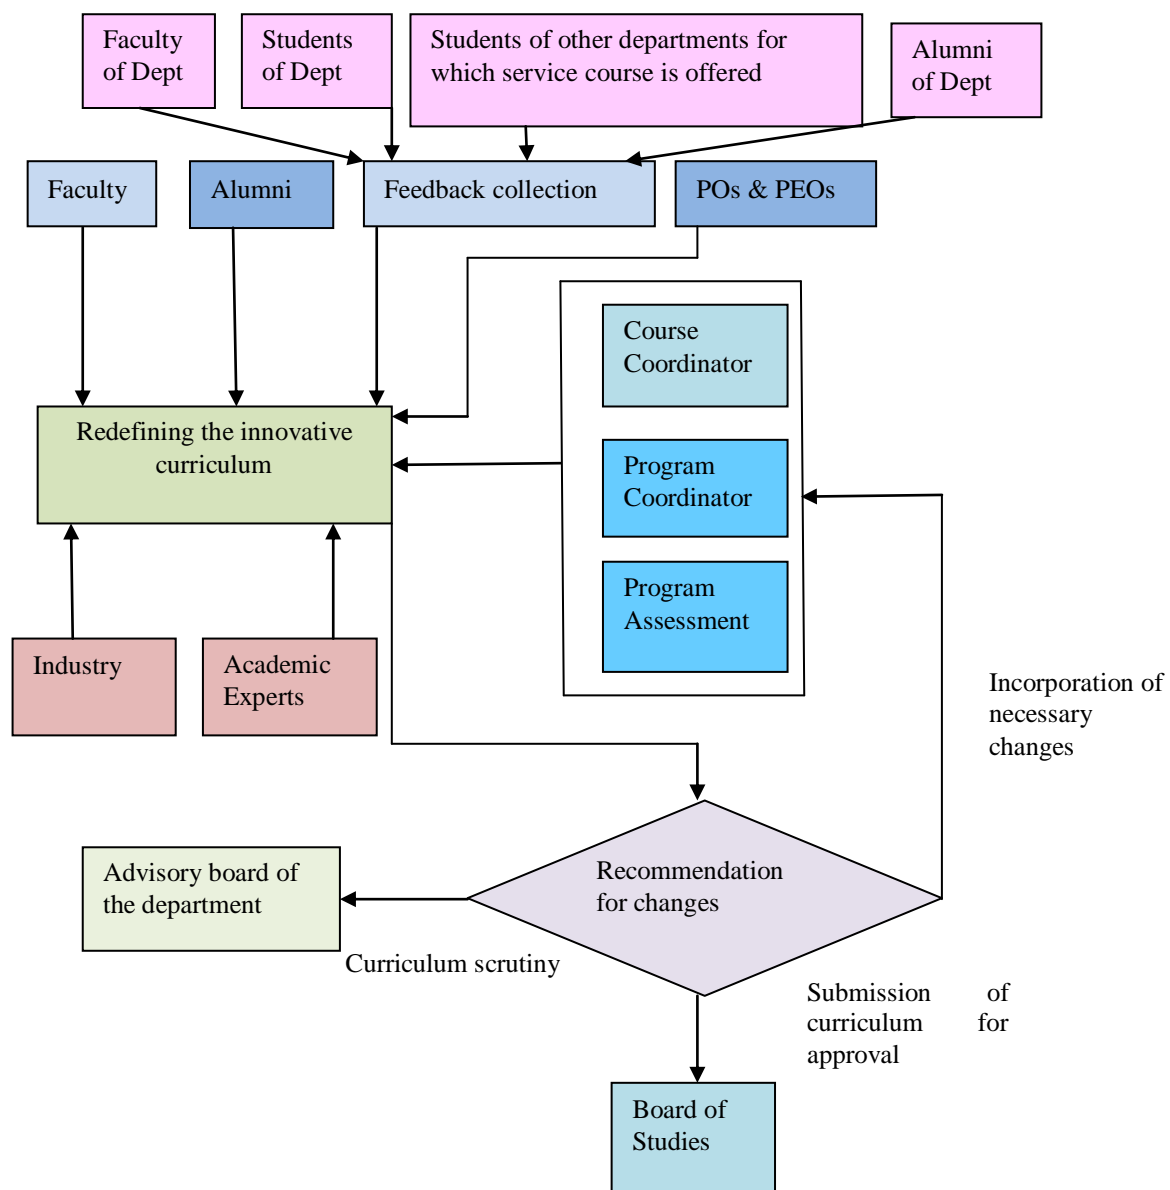 Faculty
of Dept
Students
of Dept
Students of other departments for
which service course is offered
Alumni
of Dept
Faculty
Alumni
Feedback collection
POs & PEOs
Course
Coordinator
Redefining the innovative
curriculum
Program
Coordinator
Program
Assessment
Industry
Academic
Experts
Incorporation of
necessary
changes
Advisory board of
the department
Recommendation
for changes
Curriculum scrutiny
Submission of
curriculum for
approval
Board of
Studies